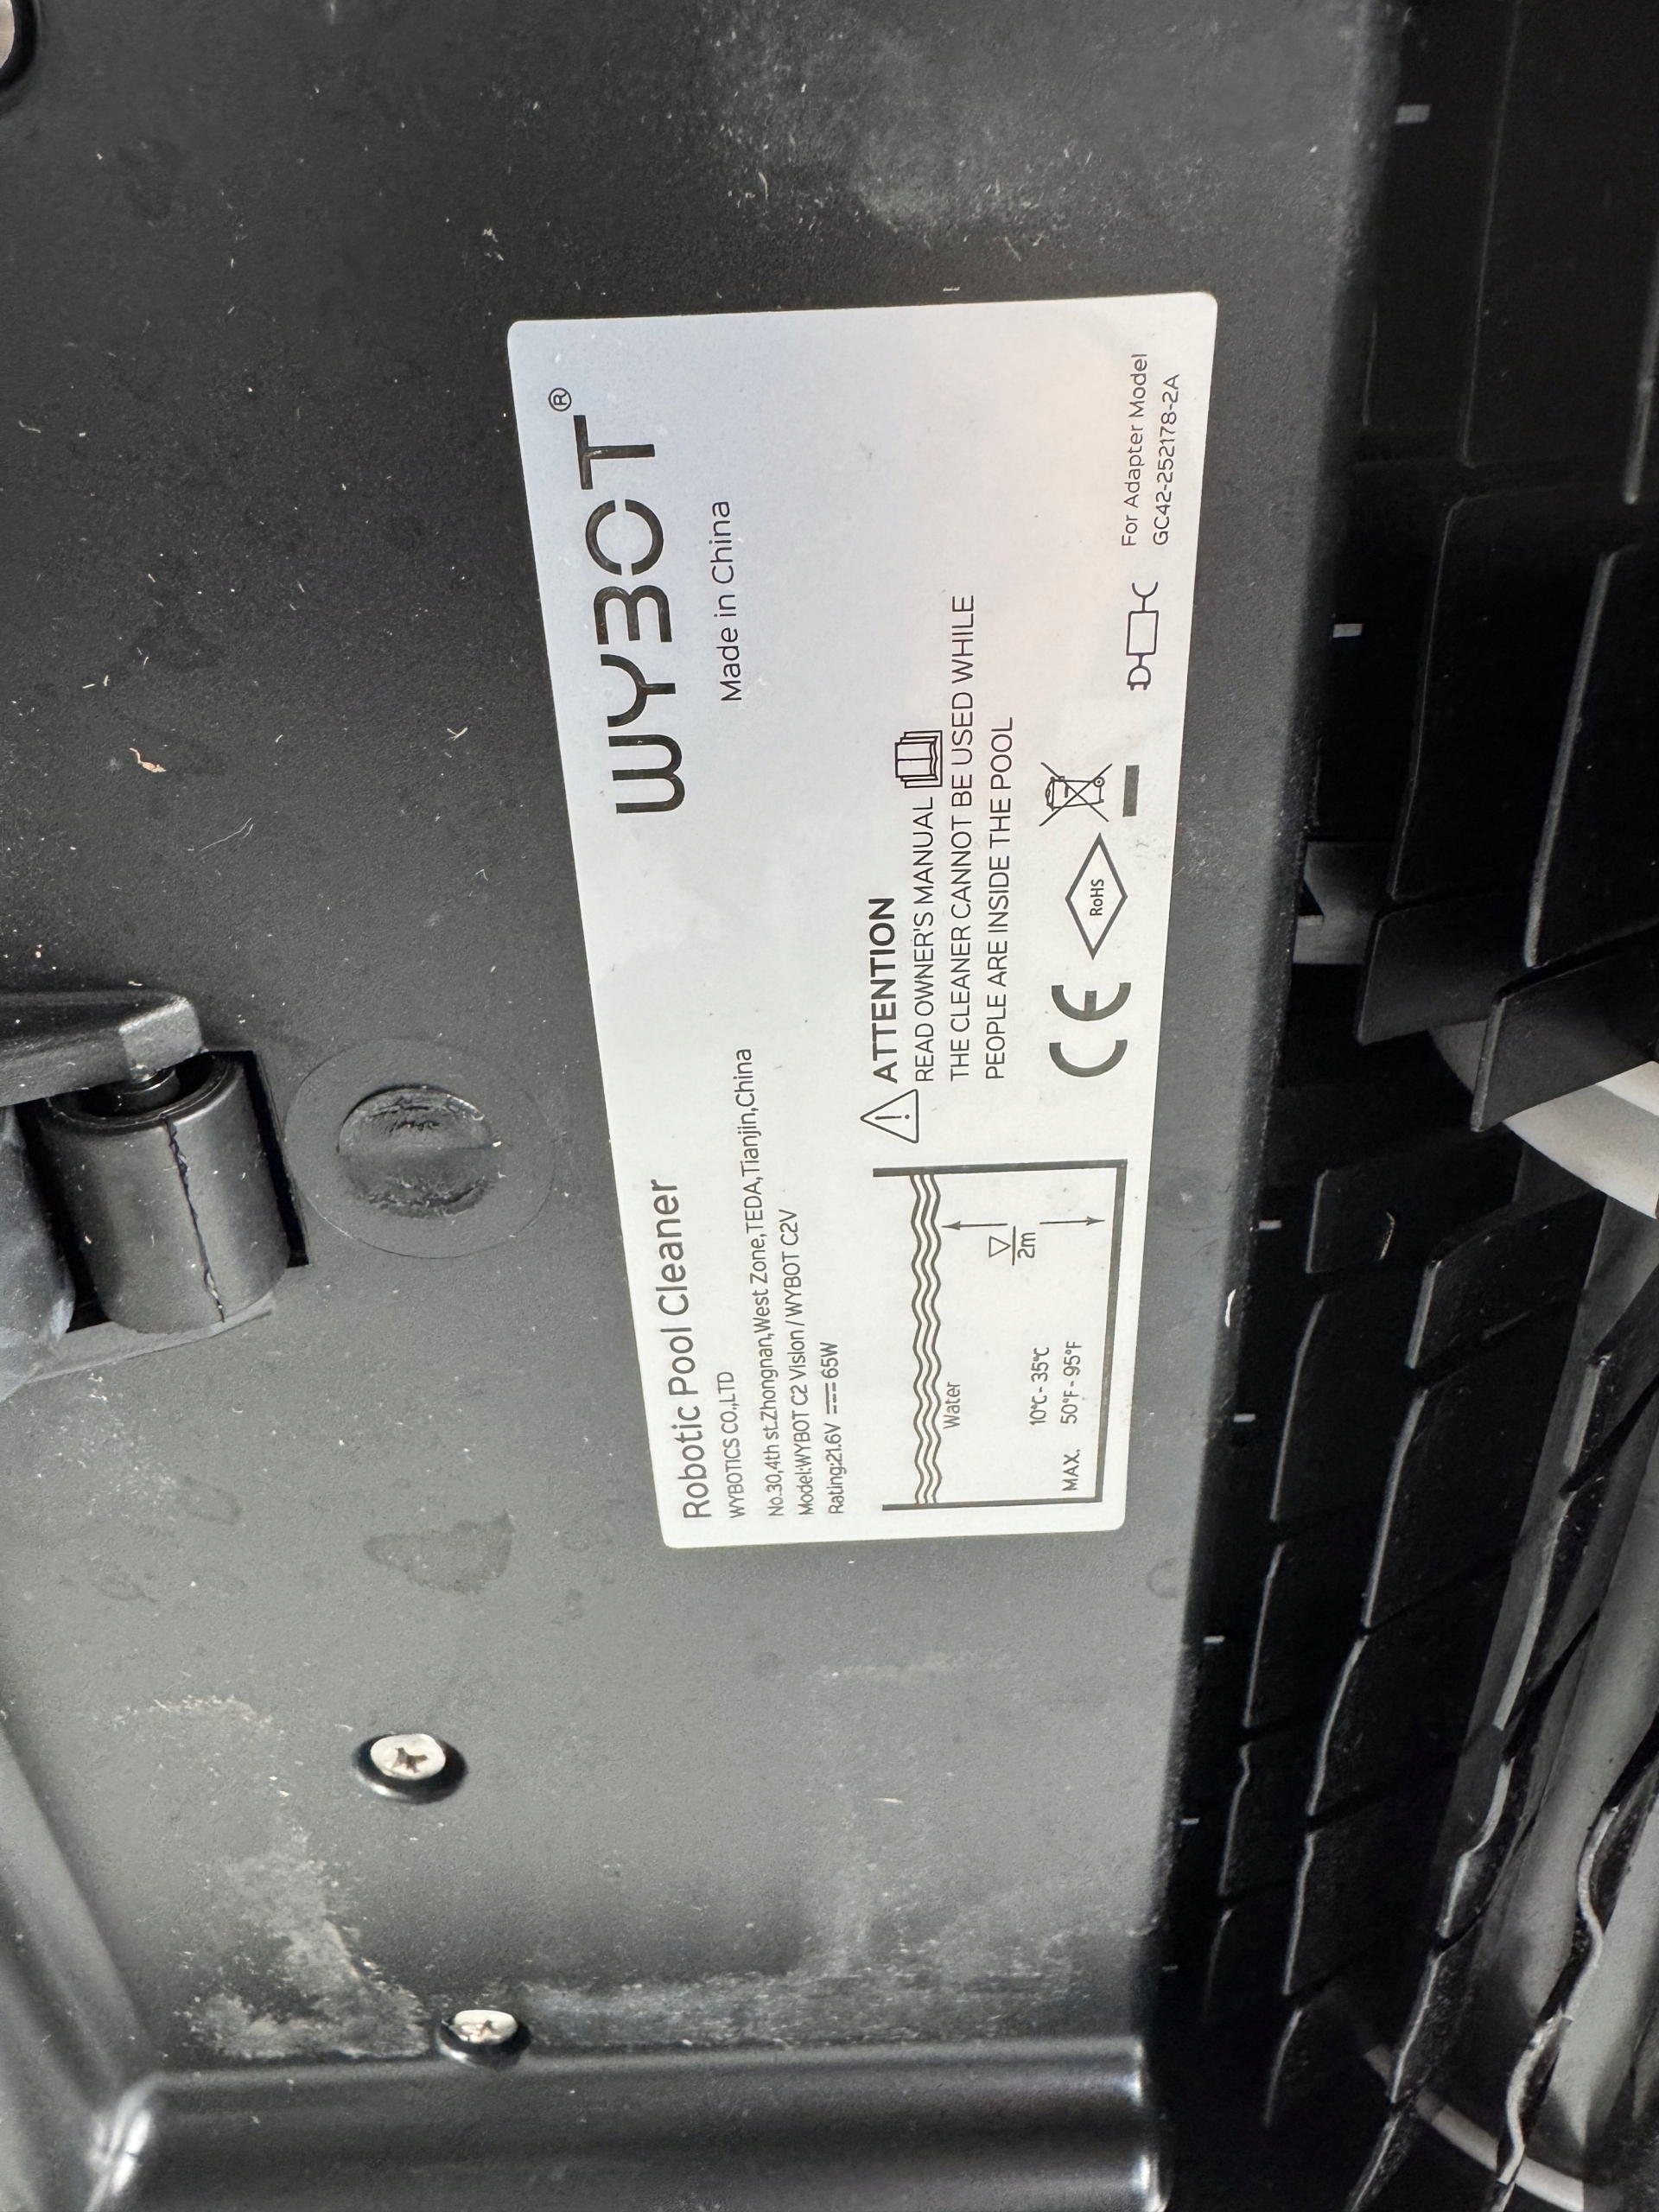 Robotic Pool Cleaner
WYBOT®
WYBOTICS CO.,LTD
Made in China
No.30,4th st.Zhongnan,West Zone,TEDA,Tianjin,China
Model:WYBOT C2 Vision / WYBOT C2V
Rating:21.6V ⎓ 65W
ATTENTION
READ OWNER'S MANUAL
THE CLEANER CANNOT BE USED WHILE
PEOPLE ARE INSIDE THE POOL
Water
2m
10°C - 35°C
MAX. 50°F - 95°F
CE
RoHS
For Adapter Model
GC42-252178-2A